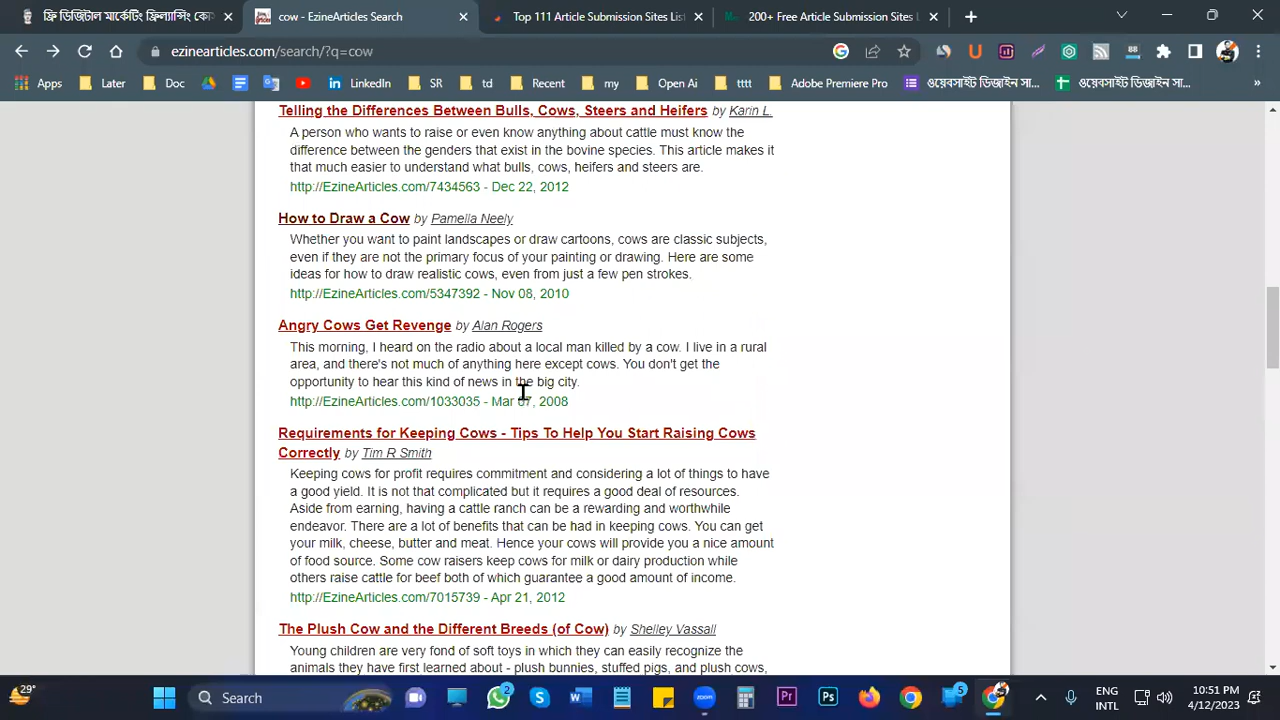 ফ্রি ডিজিটাল মার্কেটিং ফ্রিল্যান্সিং কো
cow - EzineArticles Search
Top 111 Article Submission Sites Lis
200+ Free Article Submission Sites L
ezinearticles.com/search/?q=cow
Apps Later Doc LinkedIn SR td Recent my Open Ai tttt Adobe Premiere Pro ওয়েবসাইট ডিজাইন সা... ওয়েবসাইট ডিজাইন সা... »
Telling the Differences Between Bulls, Cows, Steers and Heifers by Karin L.
A person who wants to raise or even know anything about cattle must know the
difference between the genders that exist in the bovine species. This article makes it
that much easier to understand what bulls, cows, heifers and steers are.
http://EzineArticles.com/7434563 - Dec 22, 2012
How to Draw a Cow by Pamelia Neely
Whether you want to paint landscapes or draw cartoons, cows are classic subjects,
even if they are not the primary focus of your painting or drawing. Here are some
ideas for how to draw realistic cows, even from just a few pen strokes.
http://EzineArticles.com/5347392 - Nov 08, 2010
Angry Cows Get Revenge by Alan Rogers
This morning, I heard on the radio about a local man killed by a cow. I live in a rural
area, and there's not much of anything here except cows. You don't get the
opportunity to hear this kind of news in the big city.
http://EzineArticles.com/1033035 - Mar 07, 2008
Requirements for Keeping Cows - Tips To Help You Start Raising Cows
Correctly by Tim R Smith
Keeping cows for profit requires commitment and considering a lot of things to have
a good yield. It is not that complicated but it requires a good deal of resources.
Aside from earning, having a cattle ranch can be a rewarding and worthwhile
endeavor. There are a lot of benefits that can be had in keeping cows. You can get
your milk, cheese, butter and meat. Hence your cows will provide you a nice amount
of food source. Some cow raisers keep cows for milk or dairy production while
others raise cattle for beef both of which guarantee a good amount of income.
http://EzineArticles.com/7015739 - Apr 21, 2012
The Plush Cow and the Different Breeds (of Cow) by Shelley Vassall
Young children are very fond of soft toys in which they can easily recognize the
animals they have first learned about - plush bunnies, stuffed pigs, and plush cows,
29° Search 2 5 ENG INTL 10:51 PM 4/12/2023